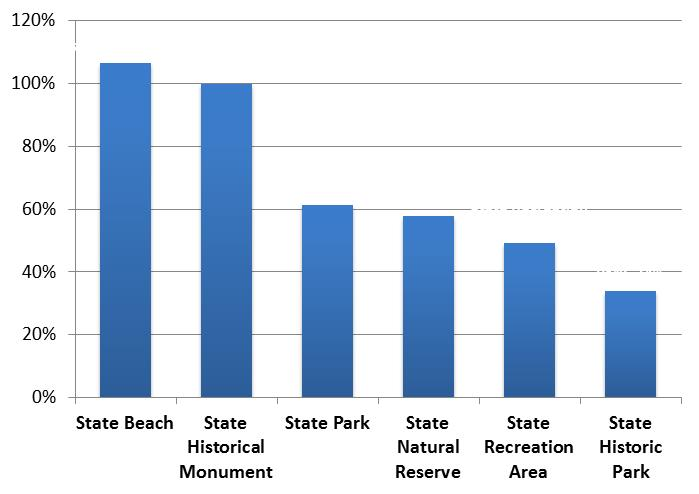 120%
100%
80%
60%
40%
20%
0%
State Beach
State
Historical
Monument
State Park
State
Natural
Reserve
State
Recreation
Area
State
Historic
Park